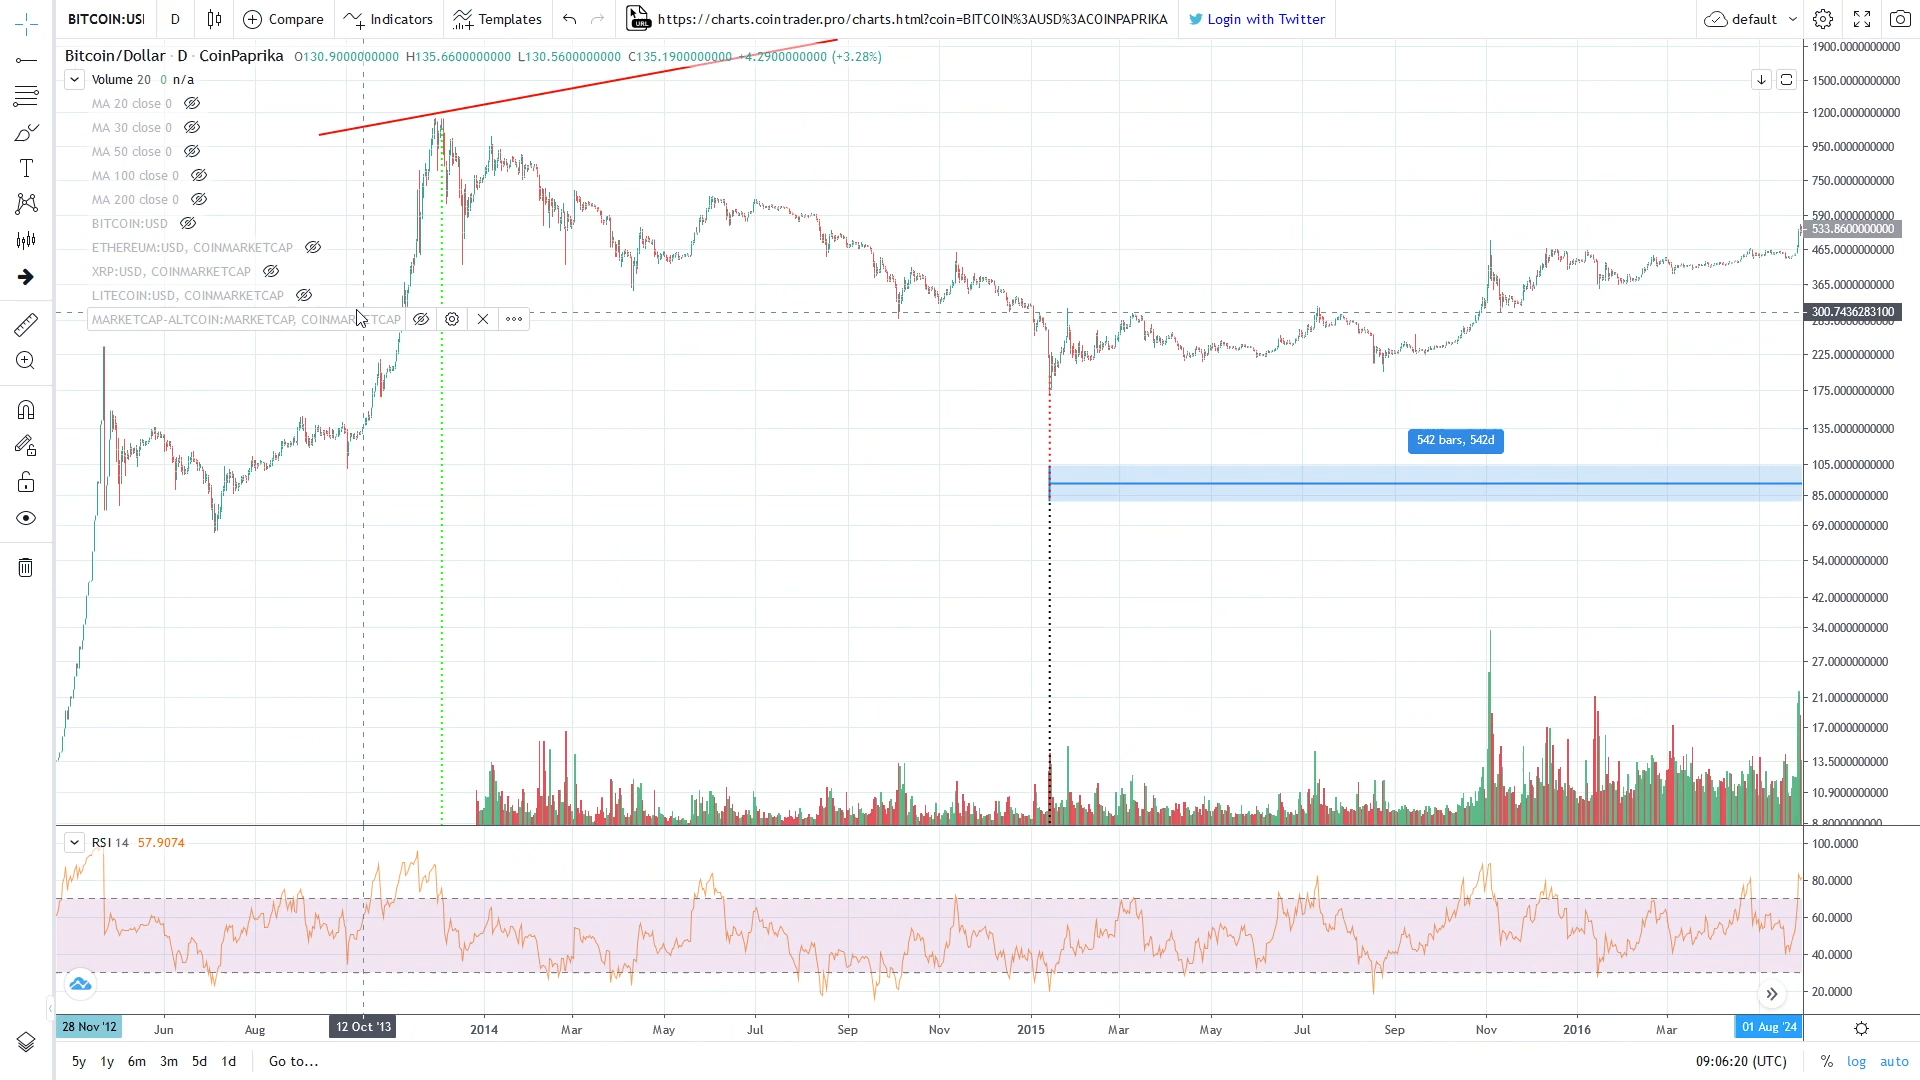 BITCOIN:USI D Compare Indicators Templates URL https://charts.cointrader.pro/charts.html?coin=BITCOIN%3AUSD%3ACOINPAPRIKA Login with Twitter default
Bitcoin/Dollar · D · CoinPaprika O130.9000000000 H135.6600000000 L130.5600000000 C135.1900000000 +4.2900000000 (+3.28%)
Volume 20 0 n/a
MA 20 close 0
MA 30 close 0
MA 50 close 0
MA 100 close 0
MA 200 close 0
BITCOIN:USD
ETHEREUM:USD, COINMARKETCAP
XRP:USD, COINMARKETCAP
LITECOIN:USD, COINMARKETCAP
MARKETCAP-ALTCOIN:MARKETCAP, COINMARKETCAP
1900.0000000000
1500.0000000000
1200.0000000000
950.0000000000
750.0000000000
590.0000000000
533.8600000000
465.0000000000
365.0000000000
300.7436283100
285.0000000000
225.0000000000
175.0000000000
135.0000000000
542 bars, 542d
105.0000000000
85.0000000000
69.0000000000
54.0000000000
42.0000000000
34.0000000000
27.0000000000
21.0000000000
17.0000000000
13.5000000000
10.9000000000
8.8000000000
RSI 14 57.9074
100.0000
80.0000
60.0000
40.0000
20.0000
28 Nov '12 Jun Aug 12 Oct '13 2014 Mar May Jul Sep Nov 2015 Mar May Jul Sep Nov 2016 Mar 01 Aug '24
5y 1y 6m 3m 5d 1d Go to... 09:06:20 (UTC) % log auto